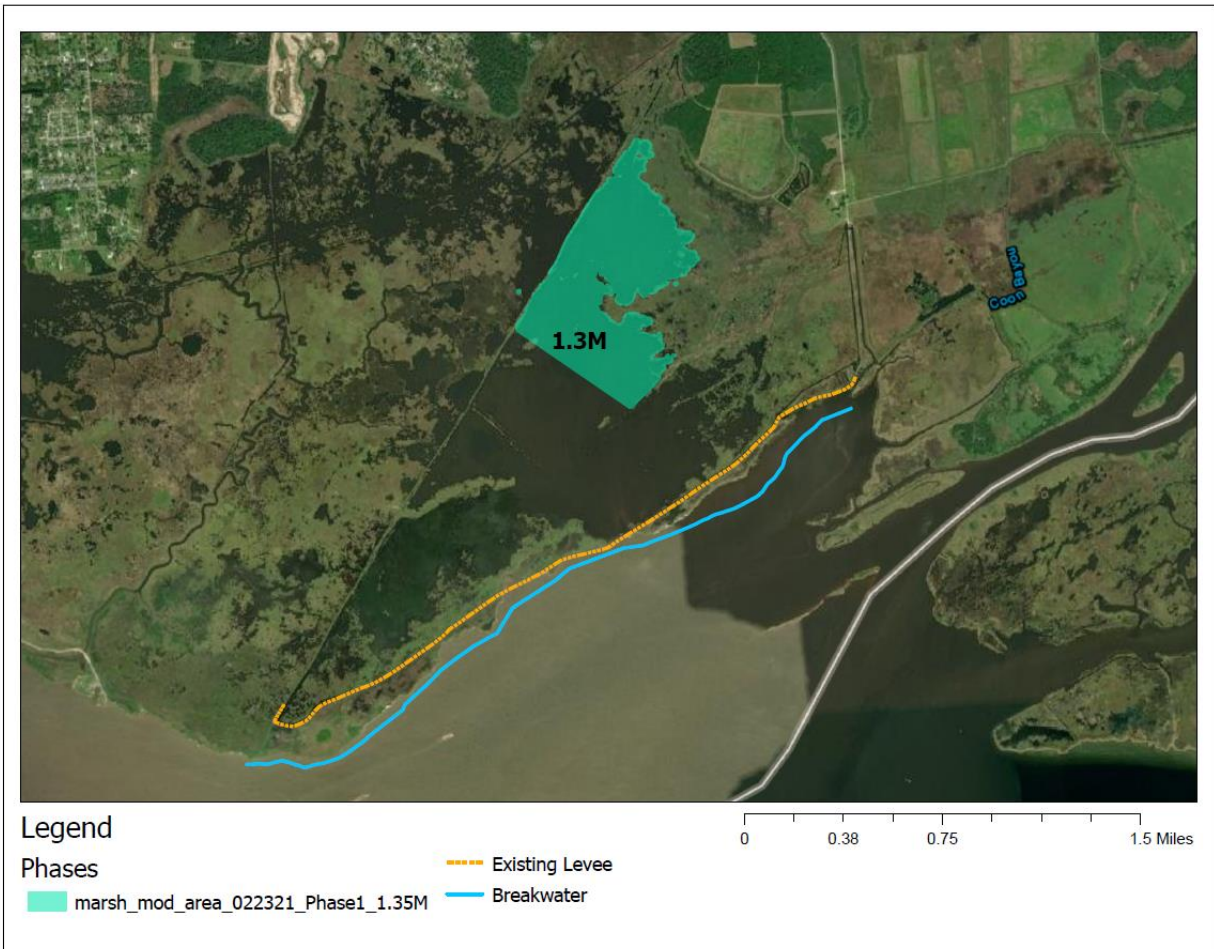 Coon Bayou
1.3M
Legend
Phases
marsh_mod_area_022321_Phase1_1.35M
Existing Levee
Breakwater
0 0.38 0.75 1.5 Miles